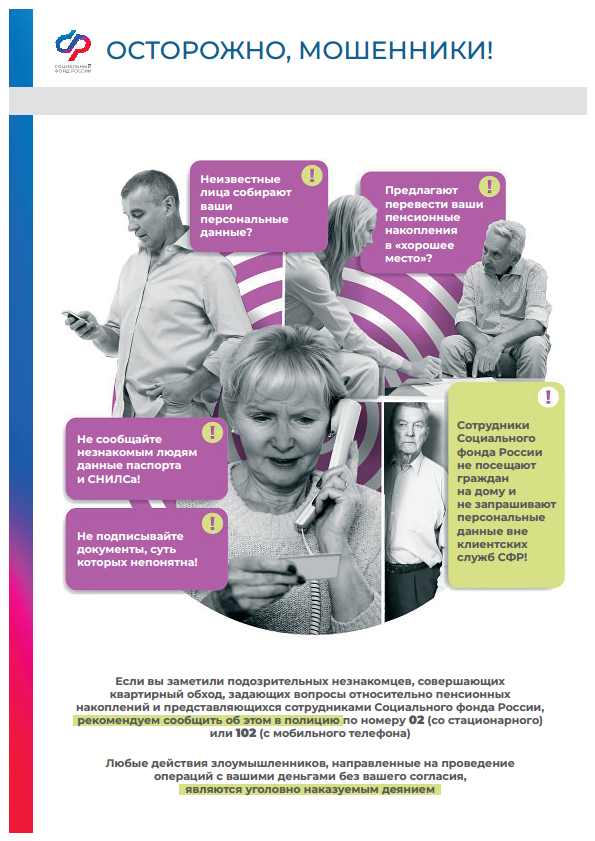 СОЦИАЛЬНЫЙ
ФОНД РОССИИ
ОСТОРОЖНО, МОШЕННИКИ!
Неизвестные
лица собирают
ваши
персональные
данные?
!
Предлагают
перевести ваши
пенсионные
накопления
в «хорошее
место»?
!
Не сообщайте
незнакомым людям
данные паспорта
и СНИЛСа!
!
Не подписывайте
документы, суть
которых непонятна!
!
Сотрудники
Социального
фонда России
не посещают
граждан
на дому и
не запрашивают
персональные
данные вне
клиентских
служб СФР!
!
Если вы заметили подозрительных незнакомцев, совершающих
квартирный обход, задающих вопросы относительно пенсионных
накоплений и представляющихся сотрудниками Социального фонда России,
рекомендуем сообщить об этом в полицию по номеру 02 (со стационарного)
или 102 (с мобильного телефона)
Любые действия злоумышленников, направленные на проведение
операций с вашими деньгами без вашего согласия,
являются уголовно наказуемым деянием